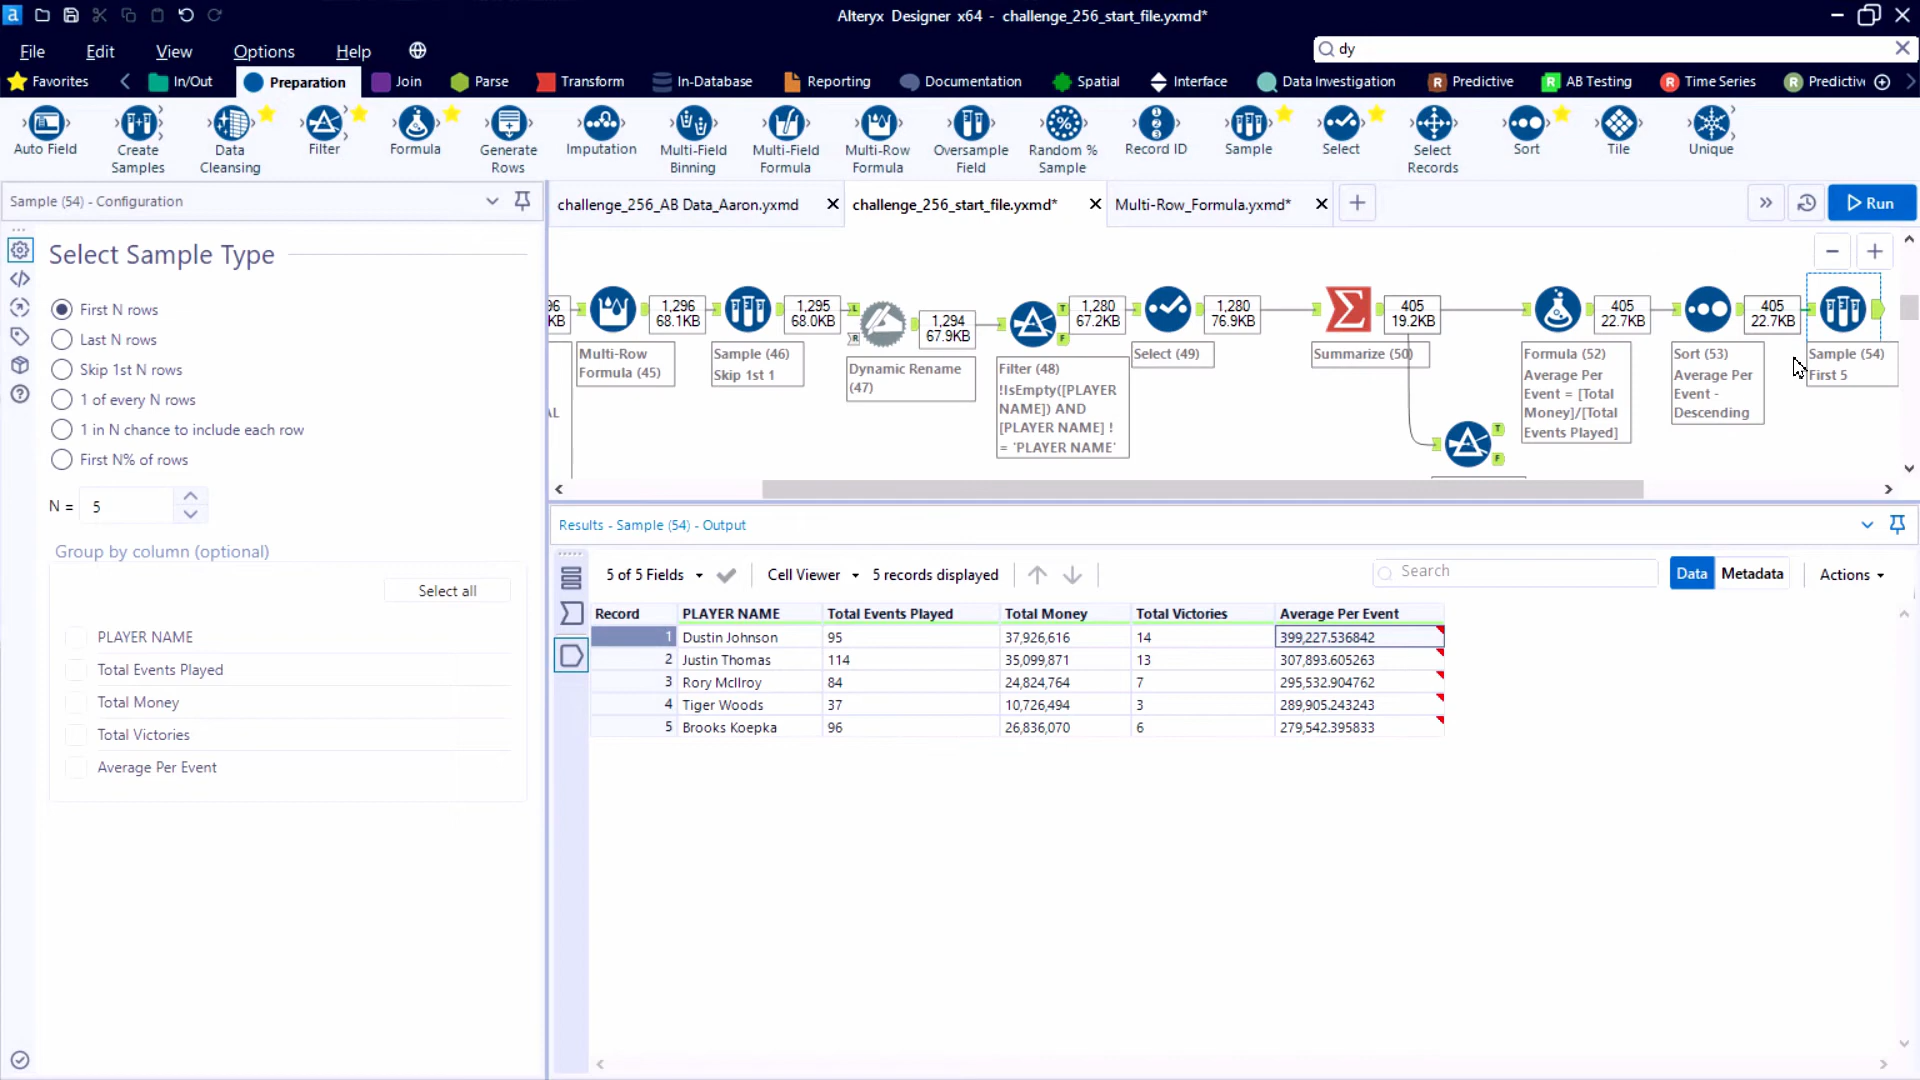 Alteryx Designer x64 - challenge_256_start_file.yxmd*
File Edit View Options Help
dy
Favorites In/Out Preparation Join Parse Transform In-Database Reporting Documentation Spatial Interface Data Investigation Predictive AB Testing Time Series Predictiv
Auto Field
Create Samples
Data Cleansing
Filter
Formula
Generate Rows
Imputation
Multi-Field Binning
Multi-Field Formula
Multi-Row Formula
Oversample Field
Random % Sample
Record ID
Sample
Select
Select Records
Sort
Tile
Unique
Sample (54) - Configuration
challenge_256_AB Data_Aaron.yxmd
challenge_256_start_file.yxmd*
Multi-Row_Formula.yxmd*
Run
Select Sample Type
First N rows
Last N rows
Skip 1st N rows
1 of every N rows
1 in N chance to include each row
First N% of rows
N = 5
Group by column (optional)
Select all
PLAYER NAME
Total Events Played
Total Money
Total Victories
Average Per Event
96
KB
1,296
68.1KB
1,295
68.0KB
1,294
67.9KB
1,280
67.2KB
1,280
76.9KB
405
19.2KB
405
22.7KB
405
22.7KB
L
R
T
F
Multi-Row
Formula (45)
Sample (46)
Skip 1st 1
Dynamic Rename
(47)
Filter (48)
!IsEmpty([PLAYER
NAME]) AND
[PLAYER NAME] !
= 'PLAYER NAME'
Select (49)
Summarize (50)
Formula (52)
Average Per
Event = [Total
Money]/[Total
Events Played]
Sort (53)
Average Per
Event -
Descending
Sample (54)
First 5
AL
T
F
Results - Sample (54) - Output
5 of 5 Fields Cell Viewer 5 records displayed Search Data Metadata Actions
Record PLAYER NAME Total Events Played Total Money Total Victories Average Per Event
1 Dustin Johnson 95 37,926,616 14 399,227.536842
2 Justin Thomas 114 35,099,871 13 307,893.605263
3 Rory McIlroy 84 24,824,764 7 295,532.904762
4 Tiger Woods 37 10,726,494 3 289,905.243243
5 Brooks Koepka 96 26,836,070 6 279,542.395833